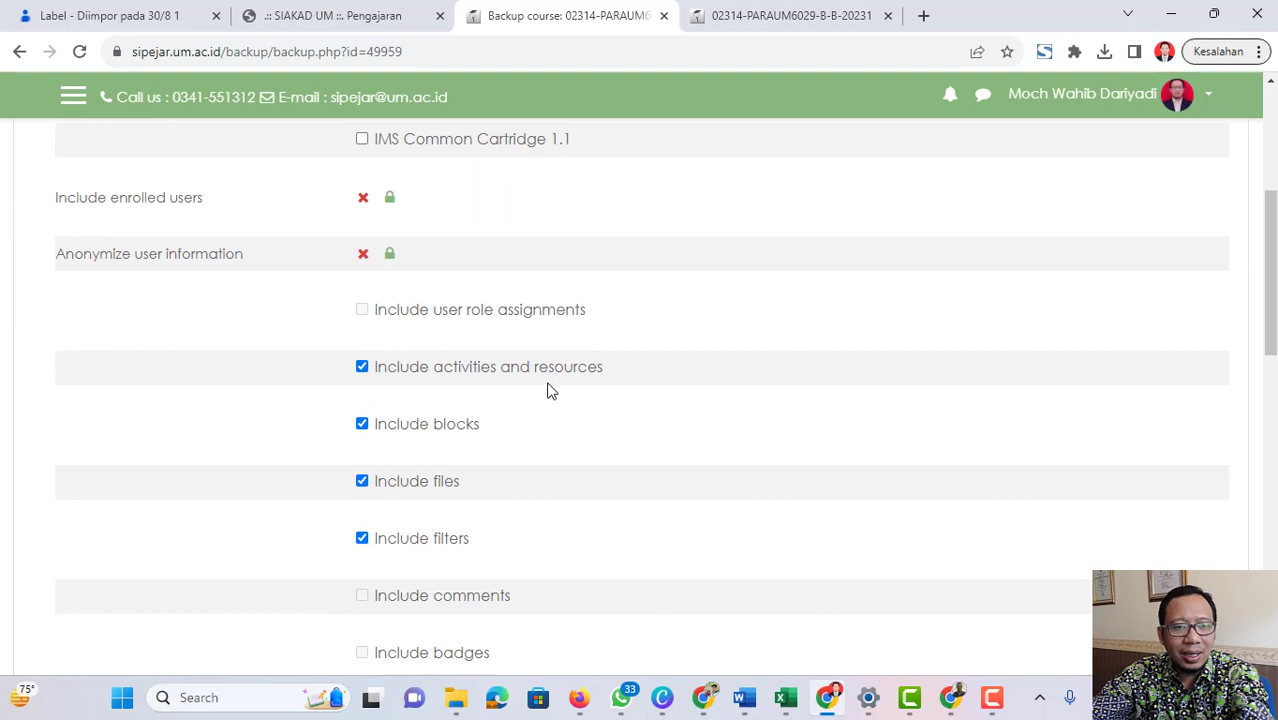 Label - Diimpor pada 30/8 1
.:: SIAKAD UM ::. Pengajaran
Backup course: 02314-PARAUM6
02314-PARAUM6029-B-B-20231
sipejar.um.ac.id/backup/backup.php?id=49959
Kesalahan
Call us : 0341-551312 E-mail : sipejar@um.ac.id
Moch Wahib Dariyadi
IMS Common Cartridge 1.1
Include enrolled users
Anonymize user information
Include user role assignments
Include activities and resources
Include blocks
Include files
Include filters
Include comments
Include badges
75°
Search
33